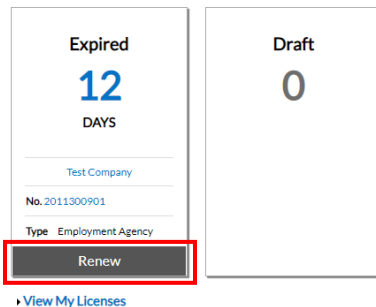 Expired
12
DAYS
Test Company
No. 2011300901
Type Employment Agency
Renew
Draft
0
View My Licenses